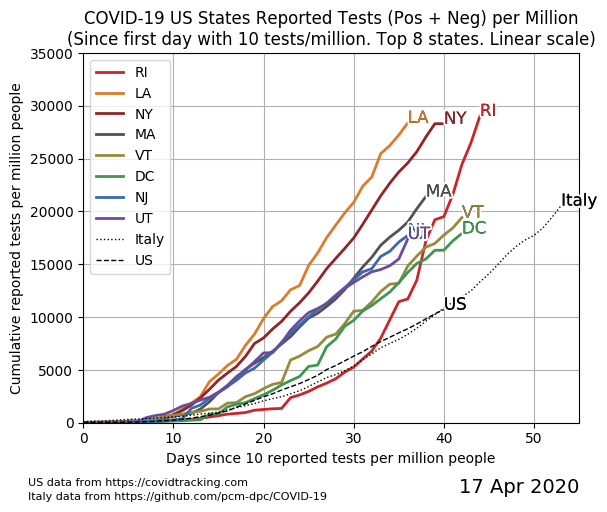 COVID-19 US States Reported Tests (Pos + Neg) per Million
(Since first day with 10 tests/million. Top 8 states. Linear scale)
Cumulative reported tests per million people
35000
30000
25000
20000
15000
10000
5000
0
RI
LA
NY
MA
VT
DC
NJ
UT
Italy
US
LA
NY
RI
MA
Italy
VT
DC
UT
US
0
10
20
30
40
50
Days since 10 reported tests per million people
US data from https://covidtracking.com
Italy data from https://github.com/pcm-dpc/COVID-19
17 Apr 2020